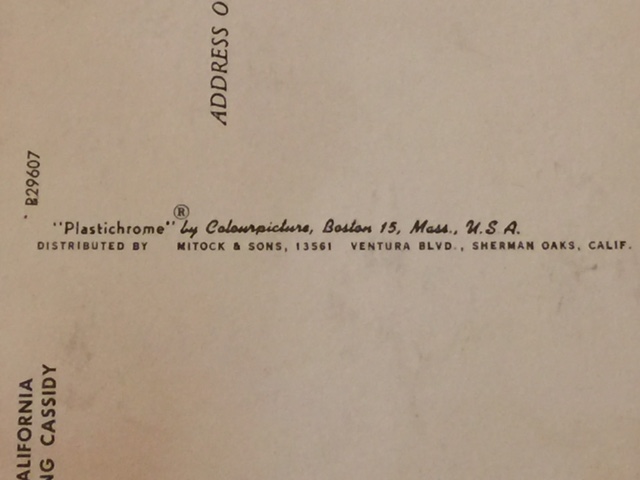 ADDRESS O
B29607
"Plastichrome"® by Colourpicture, Boston 15, Mass., U.S.A.
DISTRIBUTED BY MITOCK & SONS, 13561 VENTURA BLVD., SHERMAN OAKS, CALIF.
ALIFORNIA
NG CASSIDY